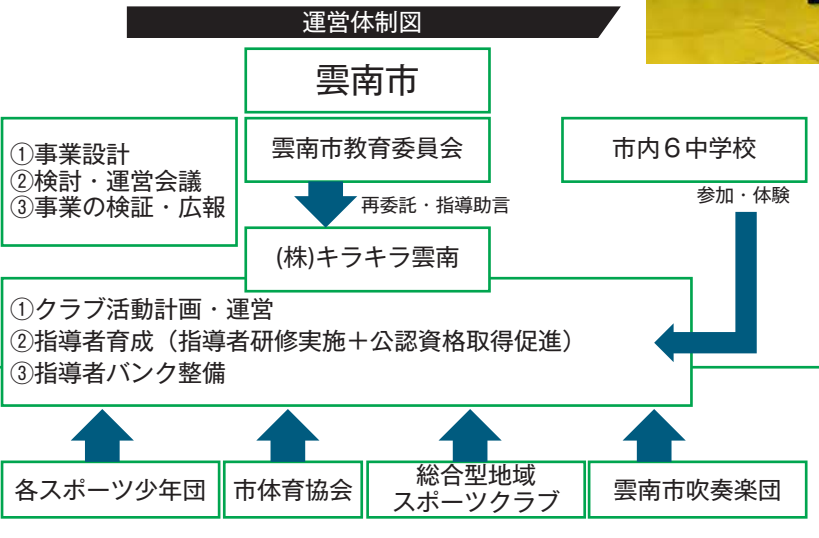 運営体制図
雲南市
雲南市教育委員会
①事業設計
②検討・運営会議
③事業の検証・広報
市内6中学校
再委託・指導助言
参加・体験
(株)キラキラ雲南
①クラブ活動計画・運営
②指導者育成（指導者研修実施＋公認資格取得促進）
③指導者バンク整備
各スポーツ少年団
市体育協会
総合型地域
スポーツクラブ
雲南市吹奏楽団